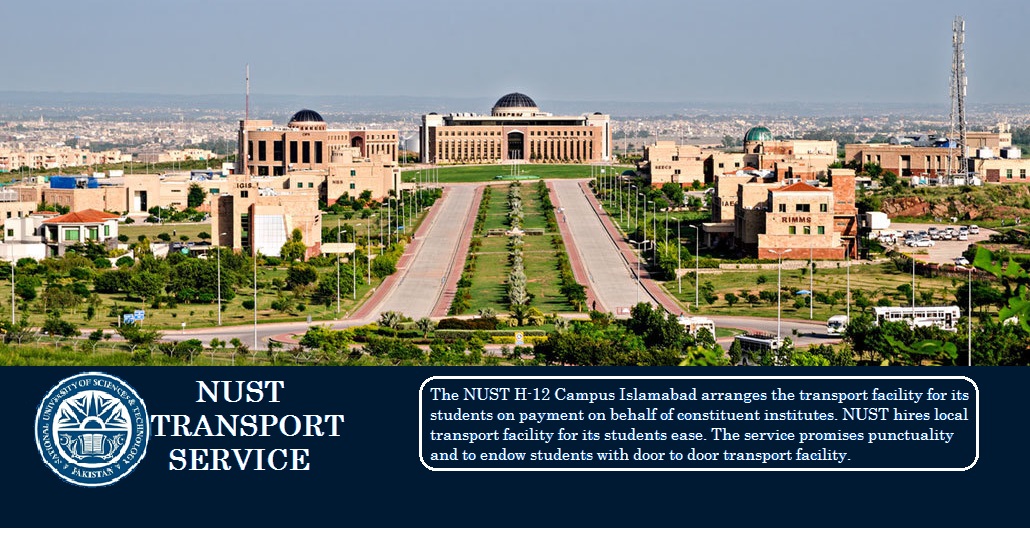 IGIS
RIMMS
NATIONAL UNIVERSITY OF SCIENCES & TECHNOLOGY
PAKISTAN
NUST
TRANSPORT
SERVICE
The NUST H-12 Campus Islamabad arranges the transport facility for its
students on payment on behalf of constituent institutes. NUST hires local
transport facility for its students ease. The service promises punctuality
and to endow students with door to door transport facility.